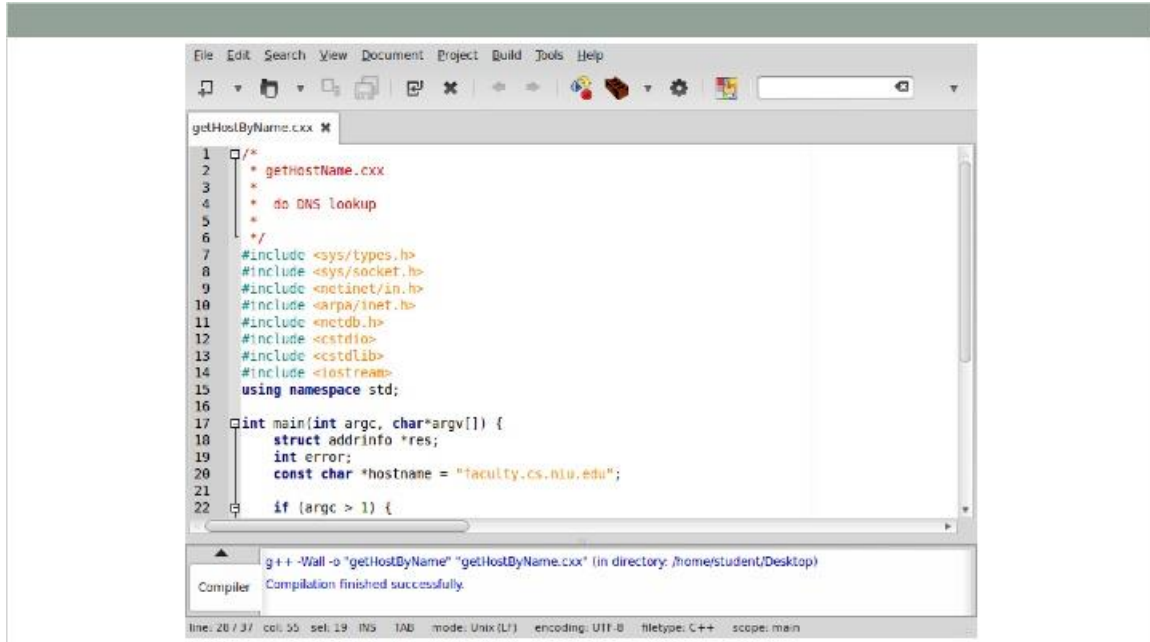 File Edit Search View Document Project Build Tools Help
getHostByName.cxx
1 /*
2 * getHostName.cxx
3 *
4 * do DNS lookup
5 *
6 */
7 #include <sys/types.h>
8 #include <sys/socket.h>
9 #include <netinet/in.h>
10 #include <arpa/inet.h>
11 #include <netdb.h>
12 #include <cstdio>
13 #include <cstdlib>
14 #include <iostream>
15 using namespace std;
16
17 int main(int argc, char*argv[]) {
18 struct addrinfo *res;
19 int error;
20 const char *hostname = "faculty.cs.niu.edu";
21
22 if (argc > 1) {
g++ -Wall -o "getHostByName" "getHostByName.cxx" (in directory: /home/student/Desktop)
Compiler Compilation finished successfully.
line: 28 / 37 col: 55 sel: 19 INS TAB mode: Unix (LF) encoding: UTF-8 filetype: C++ scope: main